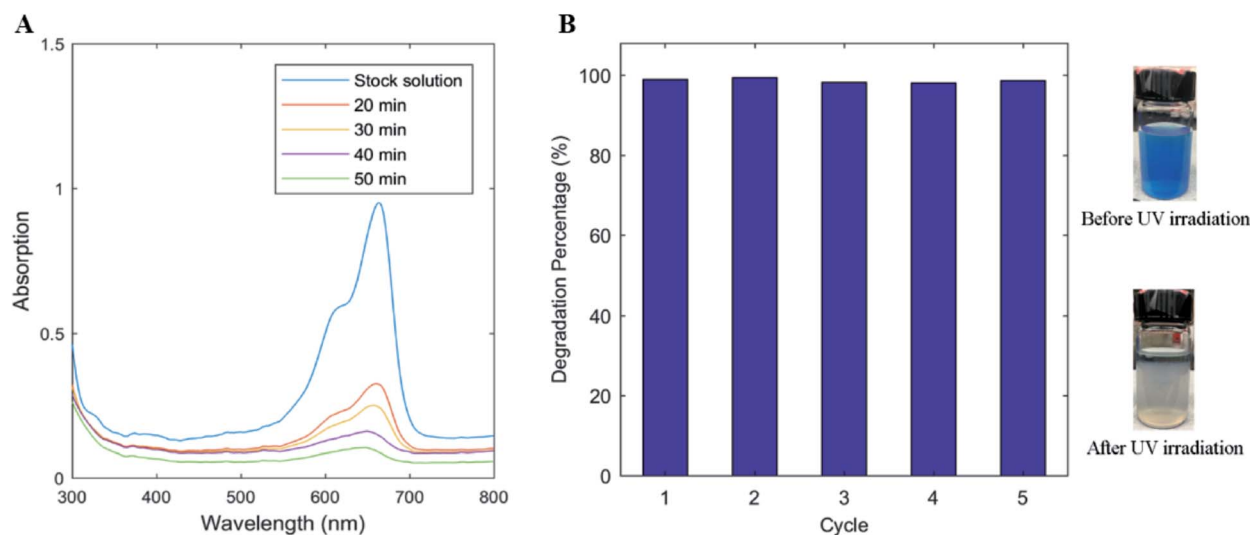 A
1.5
1
0.5
0
Absorption
300 400 500 600 700 800
Wavelength (nm)
Stock solution
20 min
30 min
40 min
50 min
B
100
80
60
40
20
0
Degradation Percentage (%)
1 2 3 4 5
Cycle
Before UV irradiation
After UV irradiation